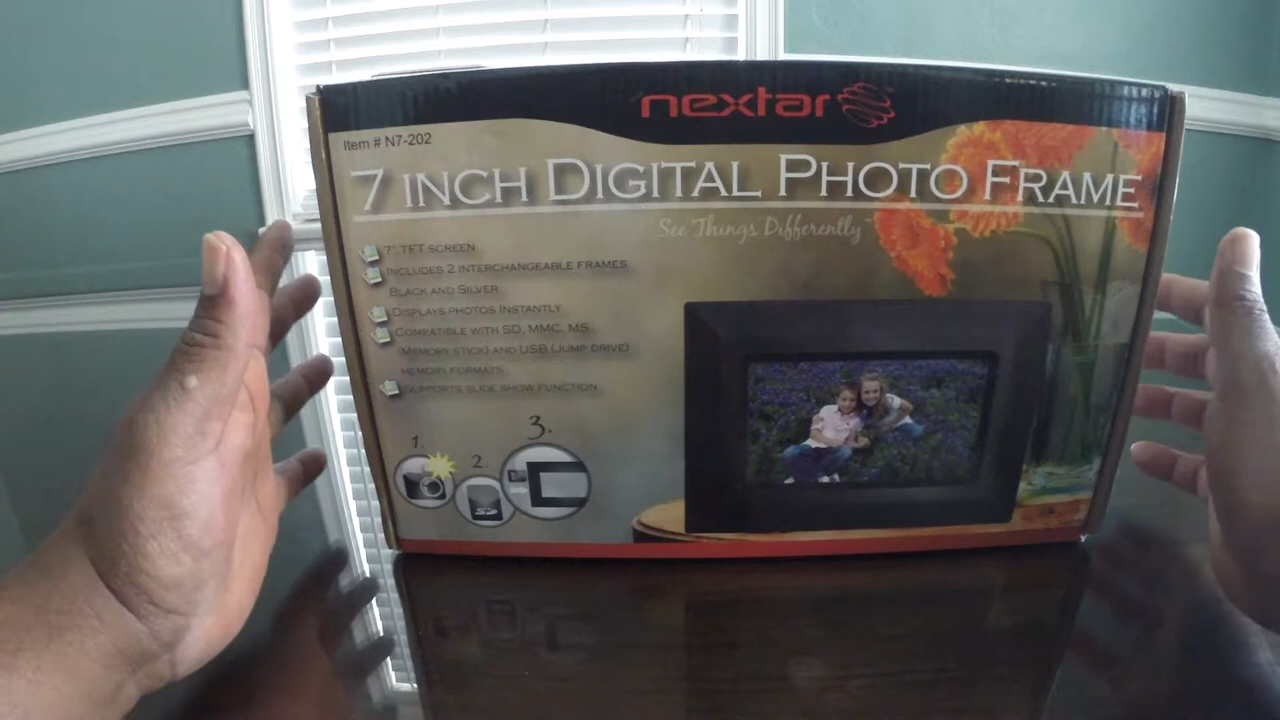 nextar
Item # N7-202
7 INCH DIGITAL PHOTO FRAME
See Things Differently™
7" TFT SCREEN
INCLUDES 2 INTERCHANGEABLE FRAMES
BLACK AND SILVER
DISPLAYS PHOTOS INSTANTLY
COMPATIBLE WITH SD, MMC, MS
(MEMORY STICK) AND USB (JUMP DRIVE)
MEMORY FORMATS
SUPPORTS SLIDE SHOW FUNCTION
1.
2.
3.
SD